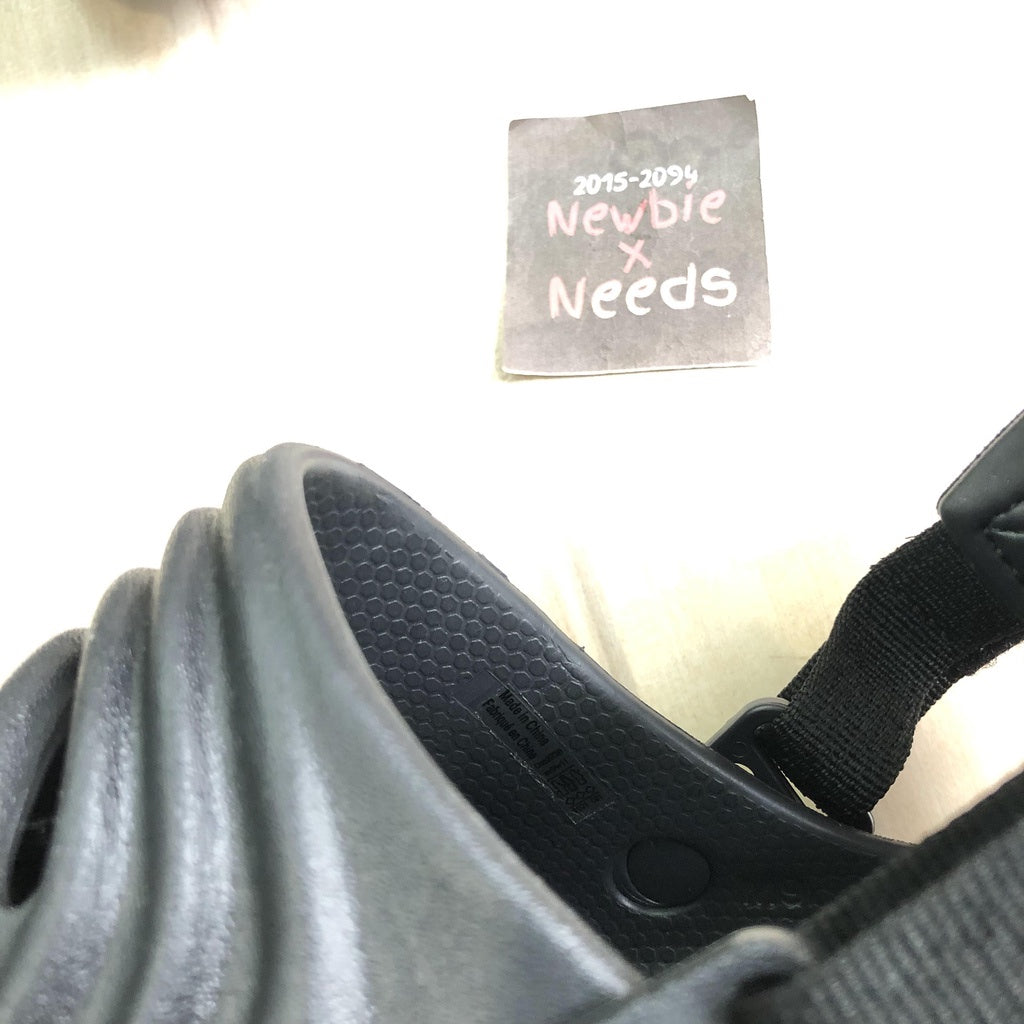 2015-2094
Newbie
x
Needs
Made in China
Fabriqué en Chine